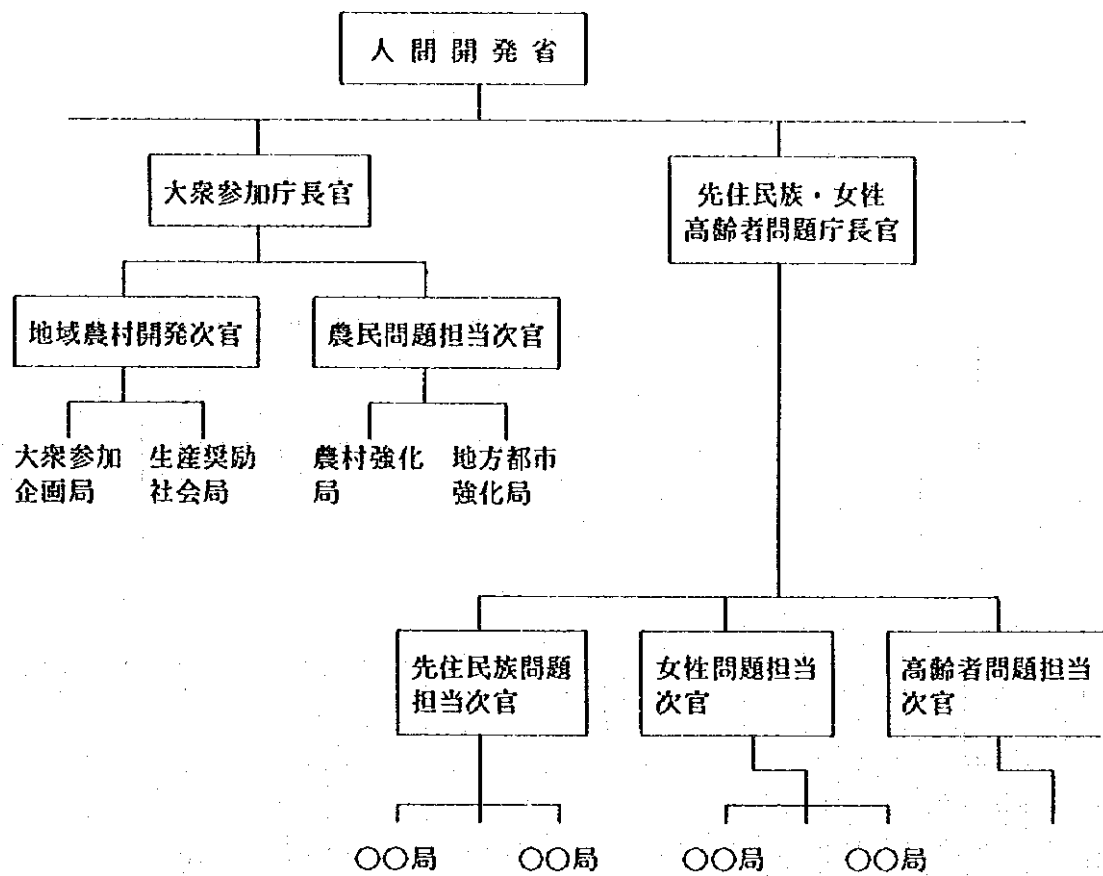 人間開発省
大衆参加庁長官
先住民族・女性
高齢者問題庁長官
地域農村開発次官
農民問題担当次官
大衆参加
企画局
生産奨励
社会局
農村強化
局
地方都市
強化局
先住民族問題
担当次官
女性問題担当
次官
高齢者問題担当
次官
○○局
○○局
○○局
○○局